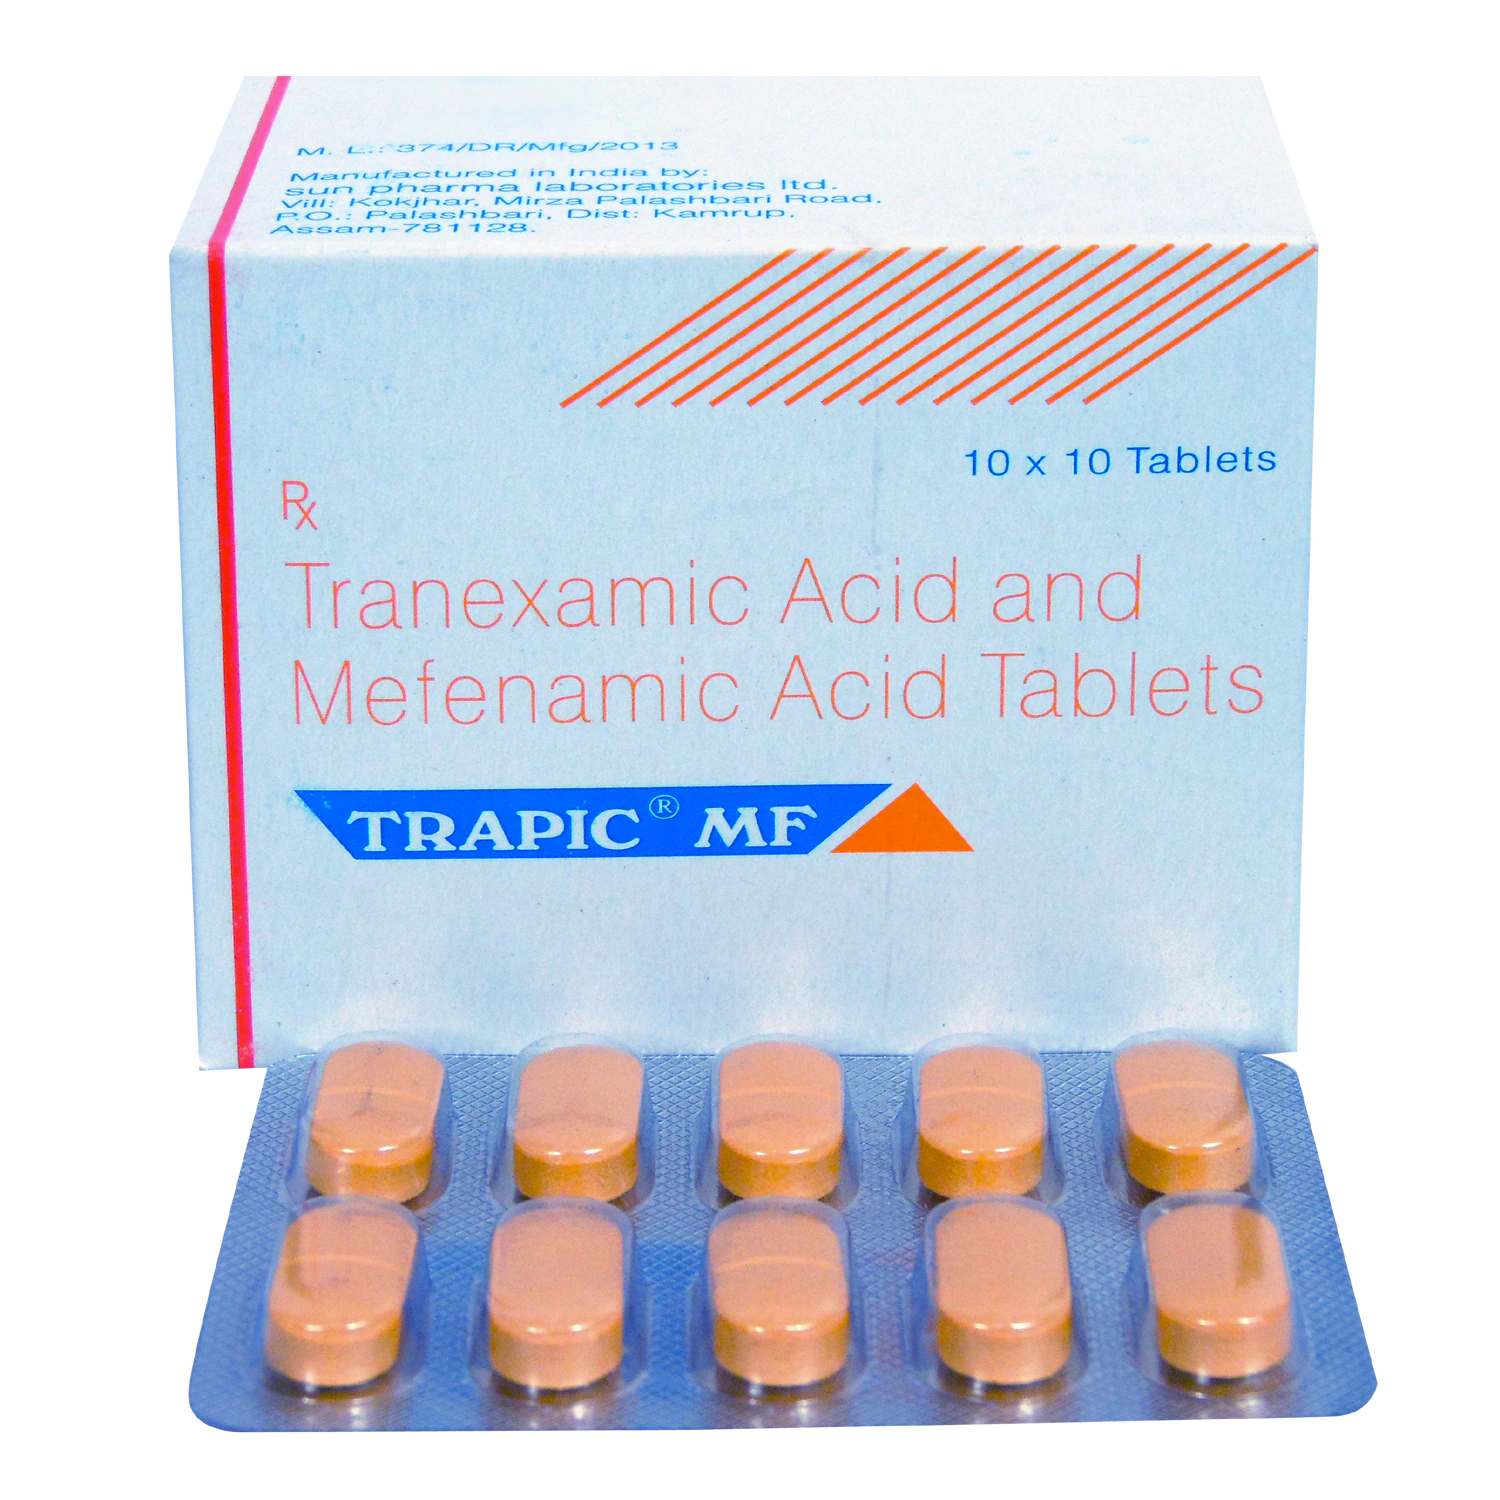 M. L.: 374/DR/Mfg/2013
Manufactured in India by:
sun pharma laboratories ltd.
Vill: Kokjhar, Mirza Palashbari Road,
P.O.: Palashbari, Dist: Kamrup,
Assam-781128.
10 x 10 Tablets
Rx
Tranexamic Acid and
Mefenamic Acid Tablets
TRAPIC® MF